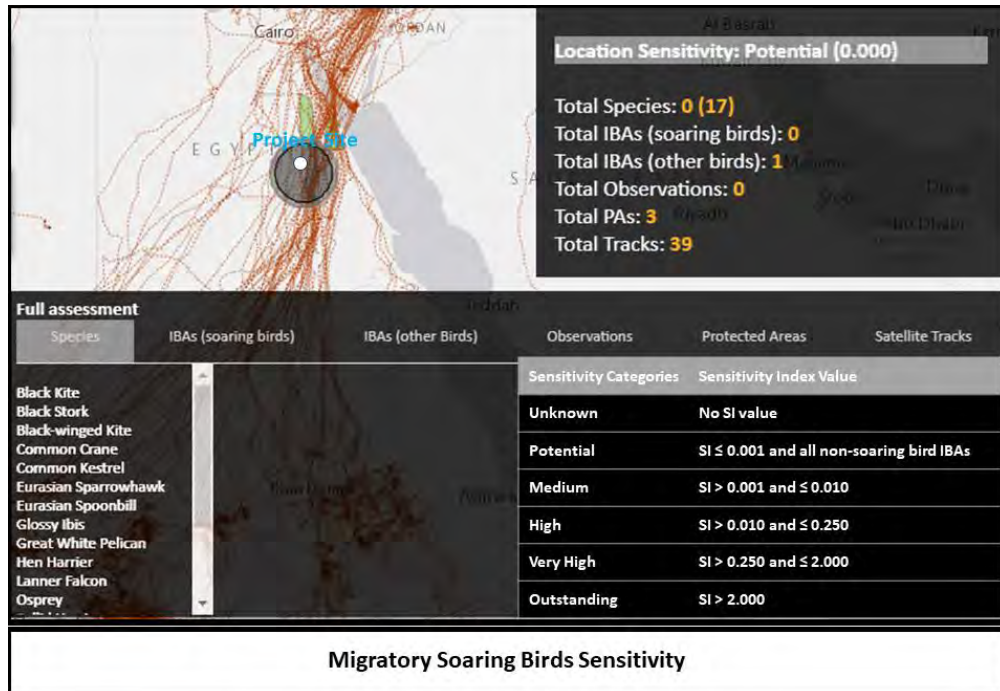 Cairo
JORDAN
Project Site
EGYP
Al Basrah
Location Sensitivity: Potential (0.000)
Total Species: 0 (17)
Total IBAs (soaring birds): 0
Total IBAs (other birds): 1
Total Observations: 0
Total PAs: 3
Total Tracks: 39
Riyadh
Abu Dhabi
S A
Jeddah
Full assessment
Species IBAs (soaring birds) IBAs (other Birds) Observations Protected Areas Satellite Tracks
Black Kite
Black Stork
Black-winged Kite
Common Crane
Common Kestrel
Eurasian Sparrowhawk
Eurasian Spoonbill
Glossy Ibis
Great White Pelican
Hen Harrier
Lanner Falcon
Osprey
Sensitivity Categories Sensitivity Index Value
Unknown No SI value
Potential SI ≤ 0.001 and all non-soaring bird IBAs
Medium SI > 0.001 and ≤ 0.010
High SI > 0.010 and ≤ 0.250
Very High SI > 0.250 and ≤ 2.000
Outstanding SI > 2.000
Migratory Soaring Birds Sensitivity